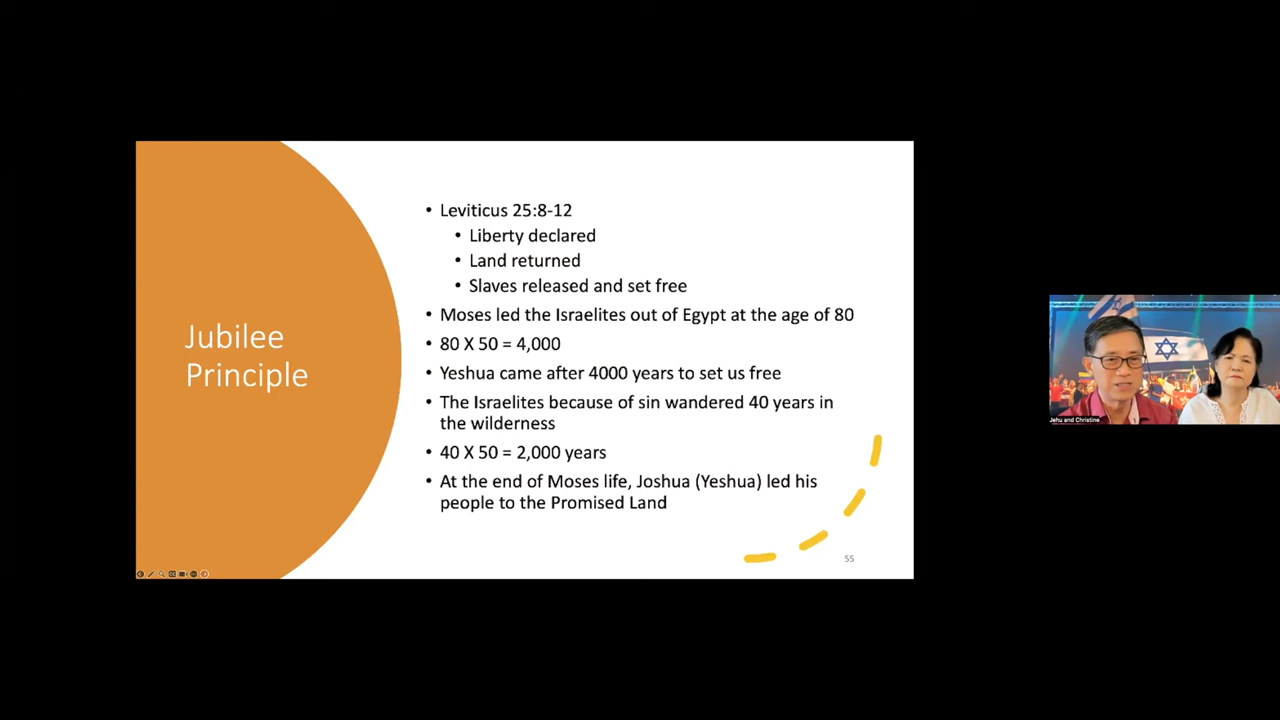 Jubilee
Principle
• Leviticus 25:8-12
• Liberty declared
• Land returned
• Slaves released and set free
• Moses led the Israelites out of Egypt at the age of 80
• 80 X 50 = 4,000
• Yeshua came after 4000 years to set us free
• The Israelites because of sin wandered 40 years in
the wilderness
• 40 X 50 = 2,000 years
• At the end of Moses life, Joshua (Yeshua) led his
people to the Promised Land
55
Jehu and Christine